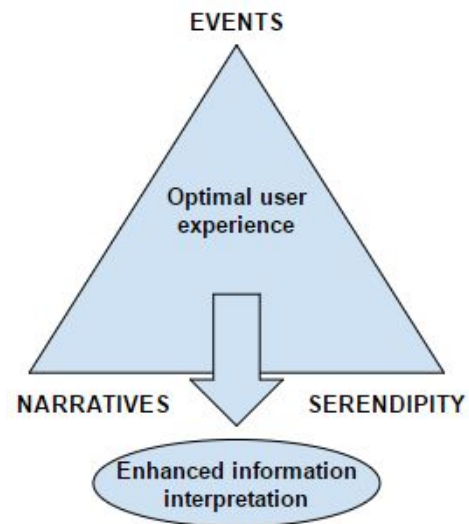 EVENTS
Optimal user
experience
NARRATIVES
SERENDIPITY
Enhanced information
interpretation